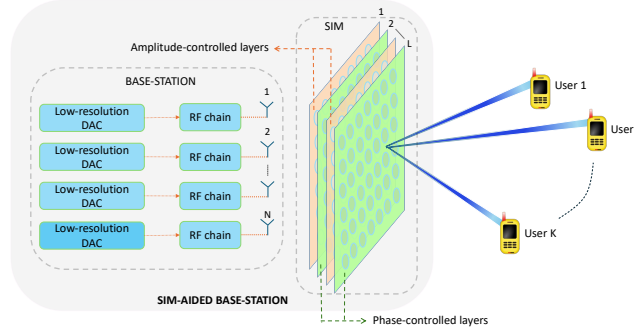 SIM
1
2
L
Amplitude-controlled layers
BASE-STATION
1
Low-resolution
DAC
RF chain
2
Low-resolution
DAC
RF chain
Low-resolution
DAC
RF chain
N
Low-resolution
DAC
RF chain
SIM-AIDED BASE-STATION
Phase-controlled layers
User 1
User
User K